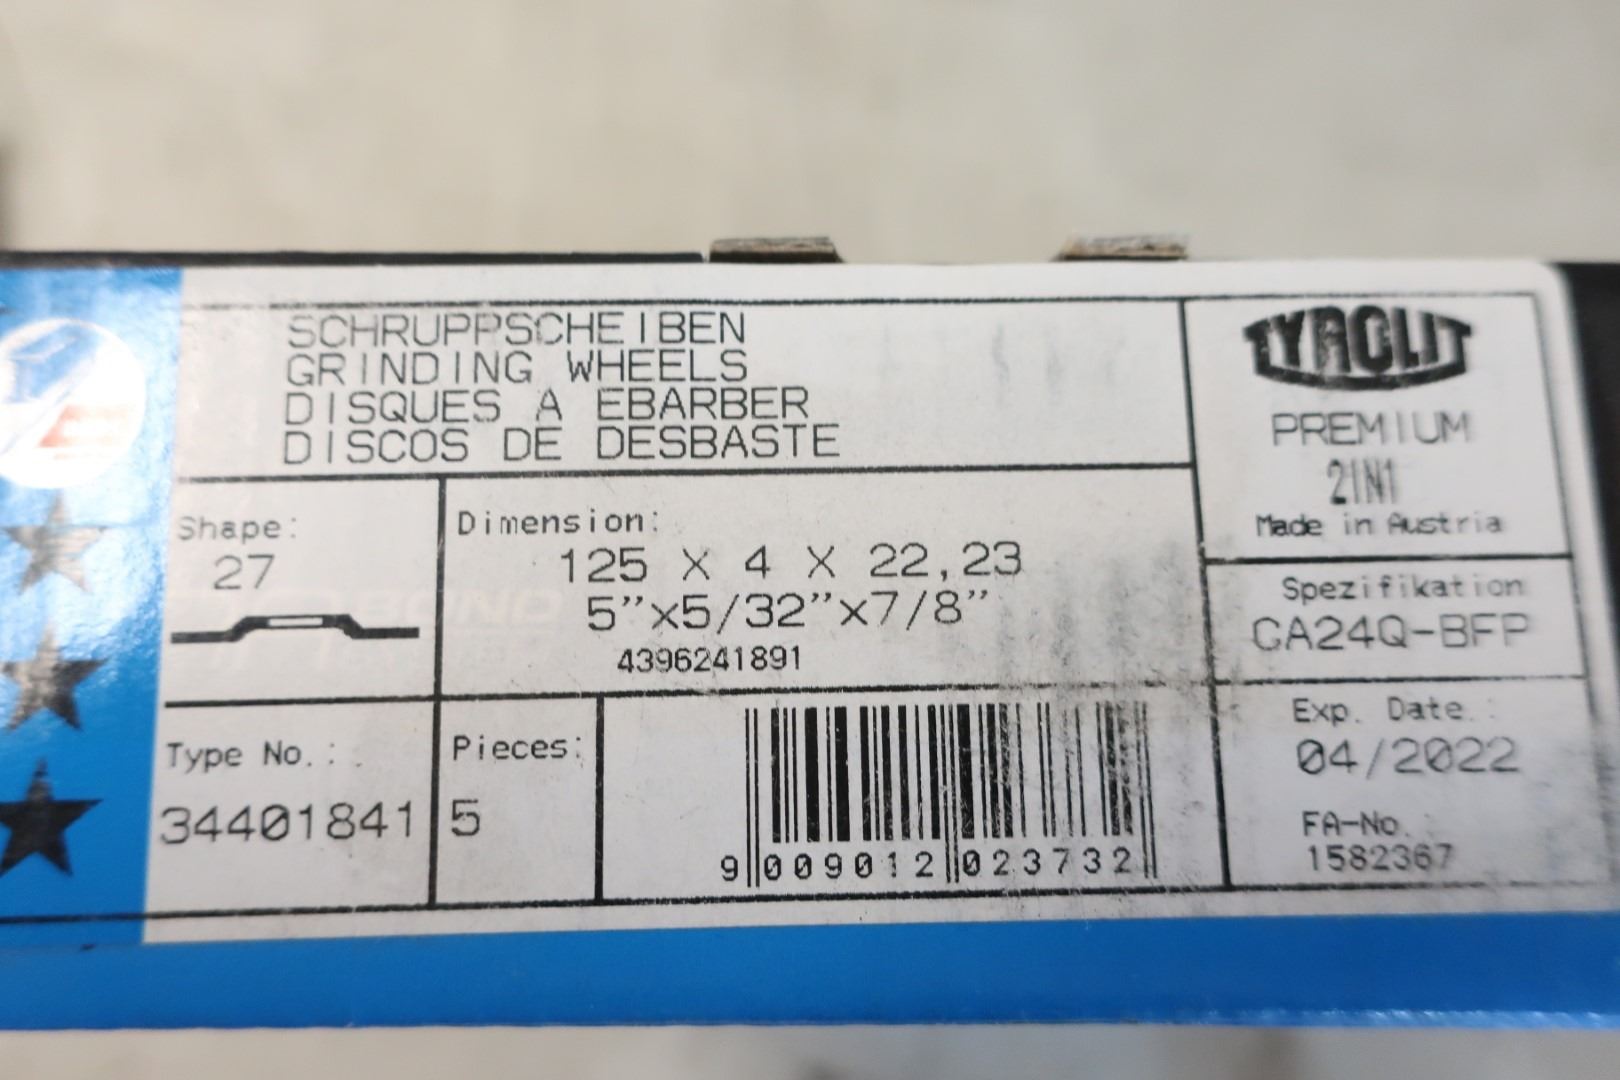 SCHRUPPSCHEIBEN
GRINDING WHEELS
DISQUES A EBARBER
DISCOS DE DESBASTE
TYROLIT
PREMIUM
2IN1
Made in Austria
Shape:
27
Dimension:
125 X 4 X 22,23
5"x5/32"x7/8"
4396241891
Spezifikation
CA24Q-BFP
Type No.:
34401841
Pieces:
5
9 009012 023732
Exp. Date.:
04/2022
FA-No.:
1582367